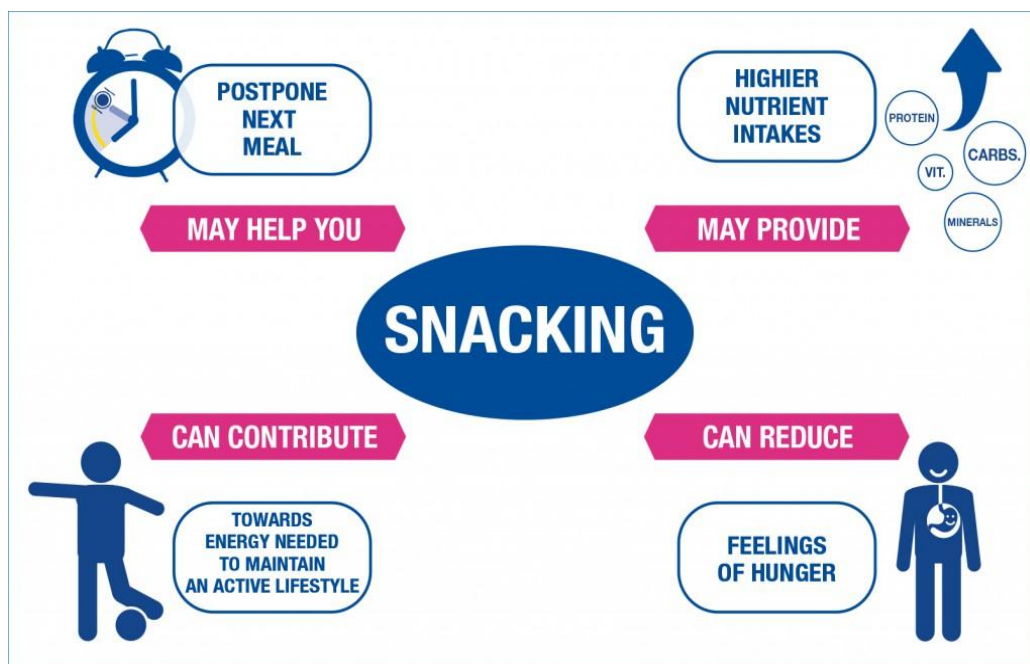 POSTPONE
NEXT
MEAL
MAY HELP YOU
HIGHIER
NUTRIENT
INTAKES
PROTEIN
CARBS.
VIT.
MINERALS
MAY PROVIDE
SNACKING
CAN CONTRIBUTE
TOWARDS
ENERGY NEEDED
TO MAINTAIN
AN ACTIVE LIFESTYLE
CAN REDUCE
FEELINGS
OF HUNGER